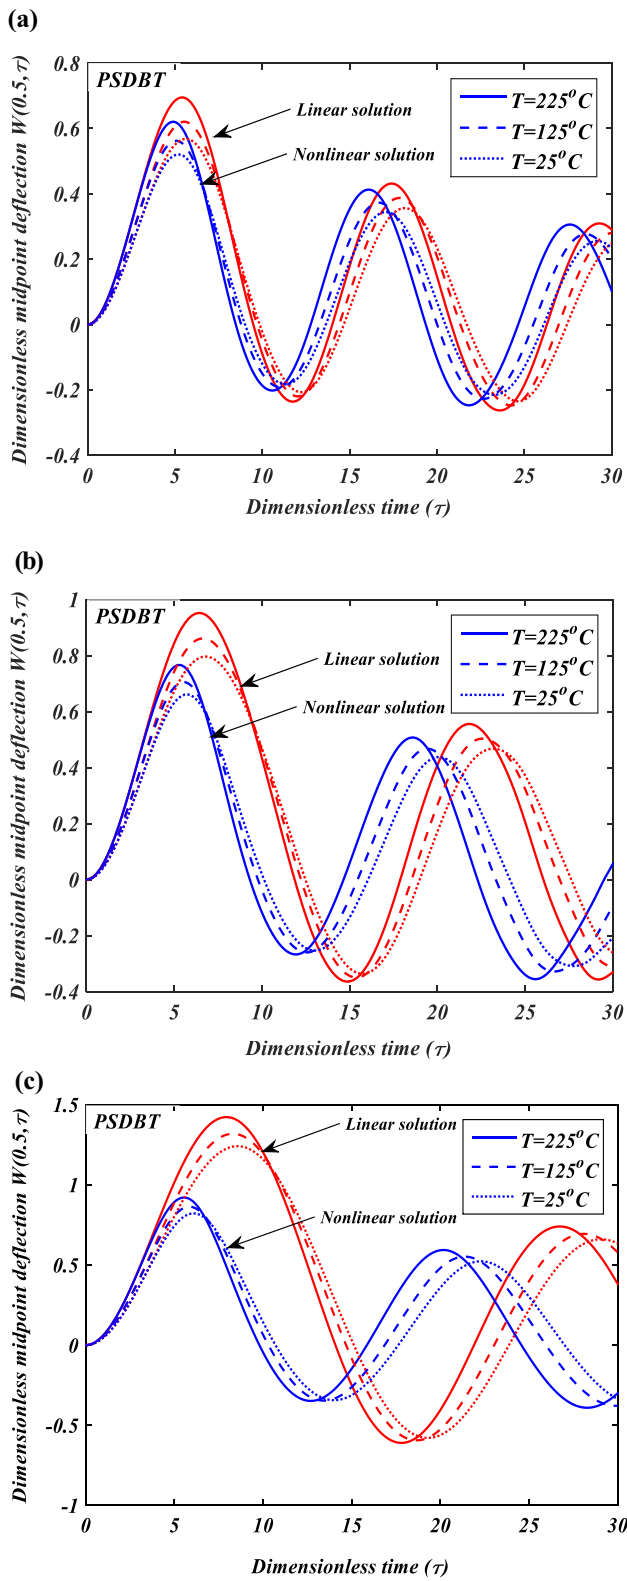 (a)
0.8
0.6
0.4
0.2
0
-0.2
-0.4
Dimensionless midpoint deflection W(0.5,τ)
PSDBT
Linear solution
Nonlinear solution
T=225°C
T=125°C
T=25°C
0 5 10 15 20 25 30
Dimensionless time (τ)
(b)
1
0.8
0.6
0.4
0.2
0
-0.2
-0.4
Dimensionless midpoint deflection W(0.5,τ)
PSDBT
Linear solution
Nonlinear solution
T=225°C
T=125°C
T=25°C
0 5 10 15 20 25 30
Dimensionless time (τ)
(c)
1.5
1
0.5
0
-0.5
-1
Dimensionless midpoint deflection W(0.5,τ)
PSDBT
Linear solution
Nonlinear solution
T=225°C
T=125°C
T=25°C
0 5 10 15 20 25 30
Dimensionless time (τ)